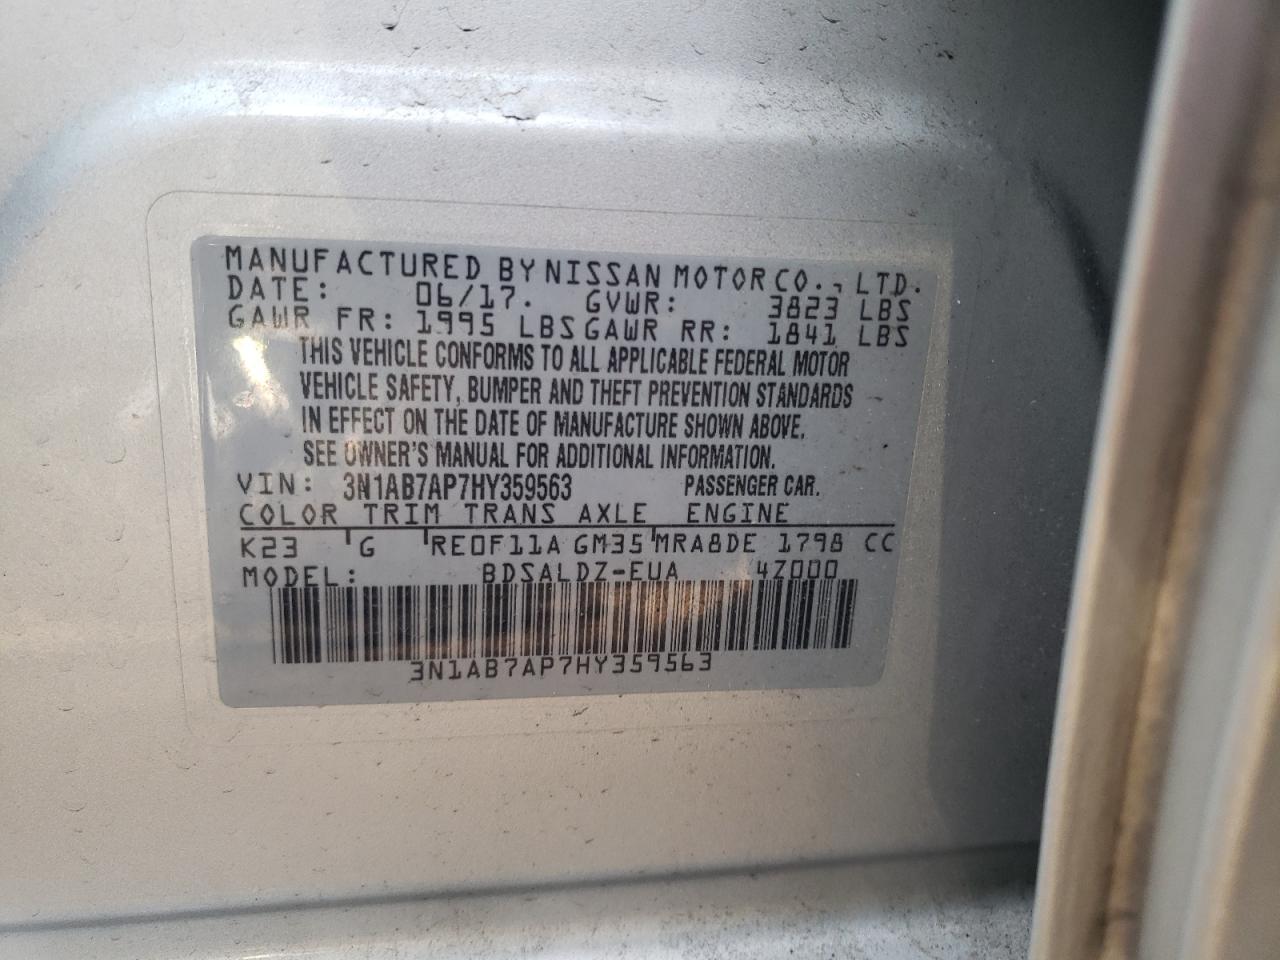 MANUFACTURED BY NISSAN MOTOR CO., LTD.
DATE: 06/17. GVWR: 3823 LBS
GAWR FR: 1995 LBS GAWR RR: 1841 LBS
THIS VEHICLE CONFORMS TO ALL APPLICABLE FEDERAL MOTOR
VEHICLE SAFETY, BUMPER AND THEFT PREVENTION STANDARDS
IN EFFECT ON THE DATE OF MANUFACTURE SHOWN ABOVE.
SEE OWNER'S MANUAL FOR ADDITIONAL INFORMATION.
VIN: 3N1AB7AP7HY359563 PASSENGER CAR.
COLOR TRIM TRANS AXLE ENGINE
K23 G RE0F11A GM35 MRA8DE 1798 CC
MODEL: BDSALDZ-EUA 4Z000
3N1AB7AP7HY359563